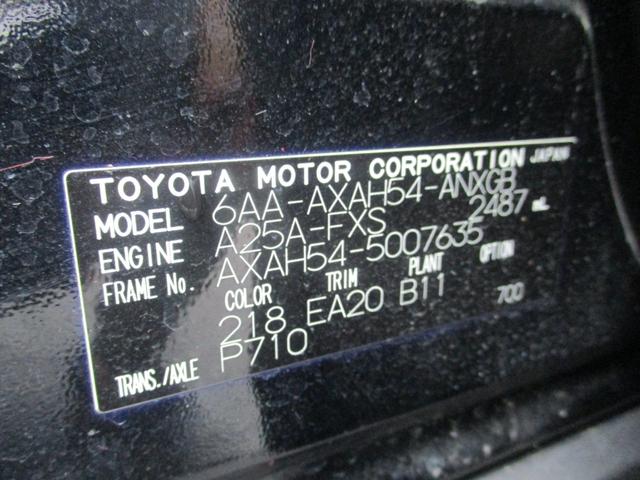 TOYOTA MOTOR CORPORATION JAPAN
MODEL 6AA-AXAH54-ANXGB
ENGINE A25A-FXS 2487 mL
FRAME No. AXAH54-5007635
COLOR TRIM PLANT OPTION
218 EA20 B11 700
TRANS./AXLE P710